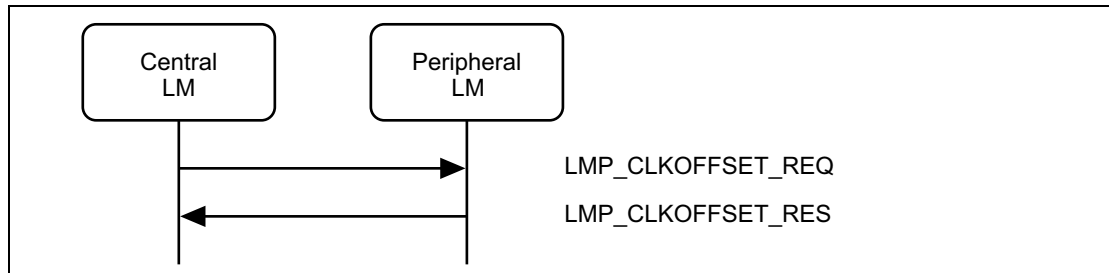 Central
LM
Peripheral
LM
LMP_CLKOFFSET_REQ
LMP_CLKOFFSET_RES